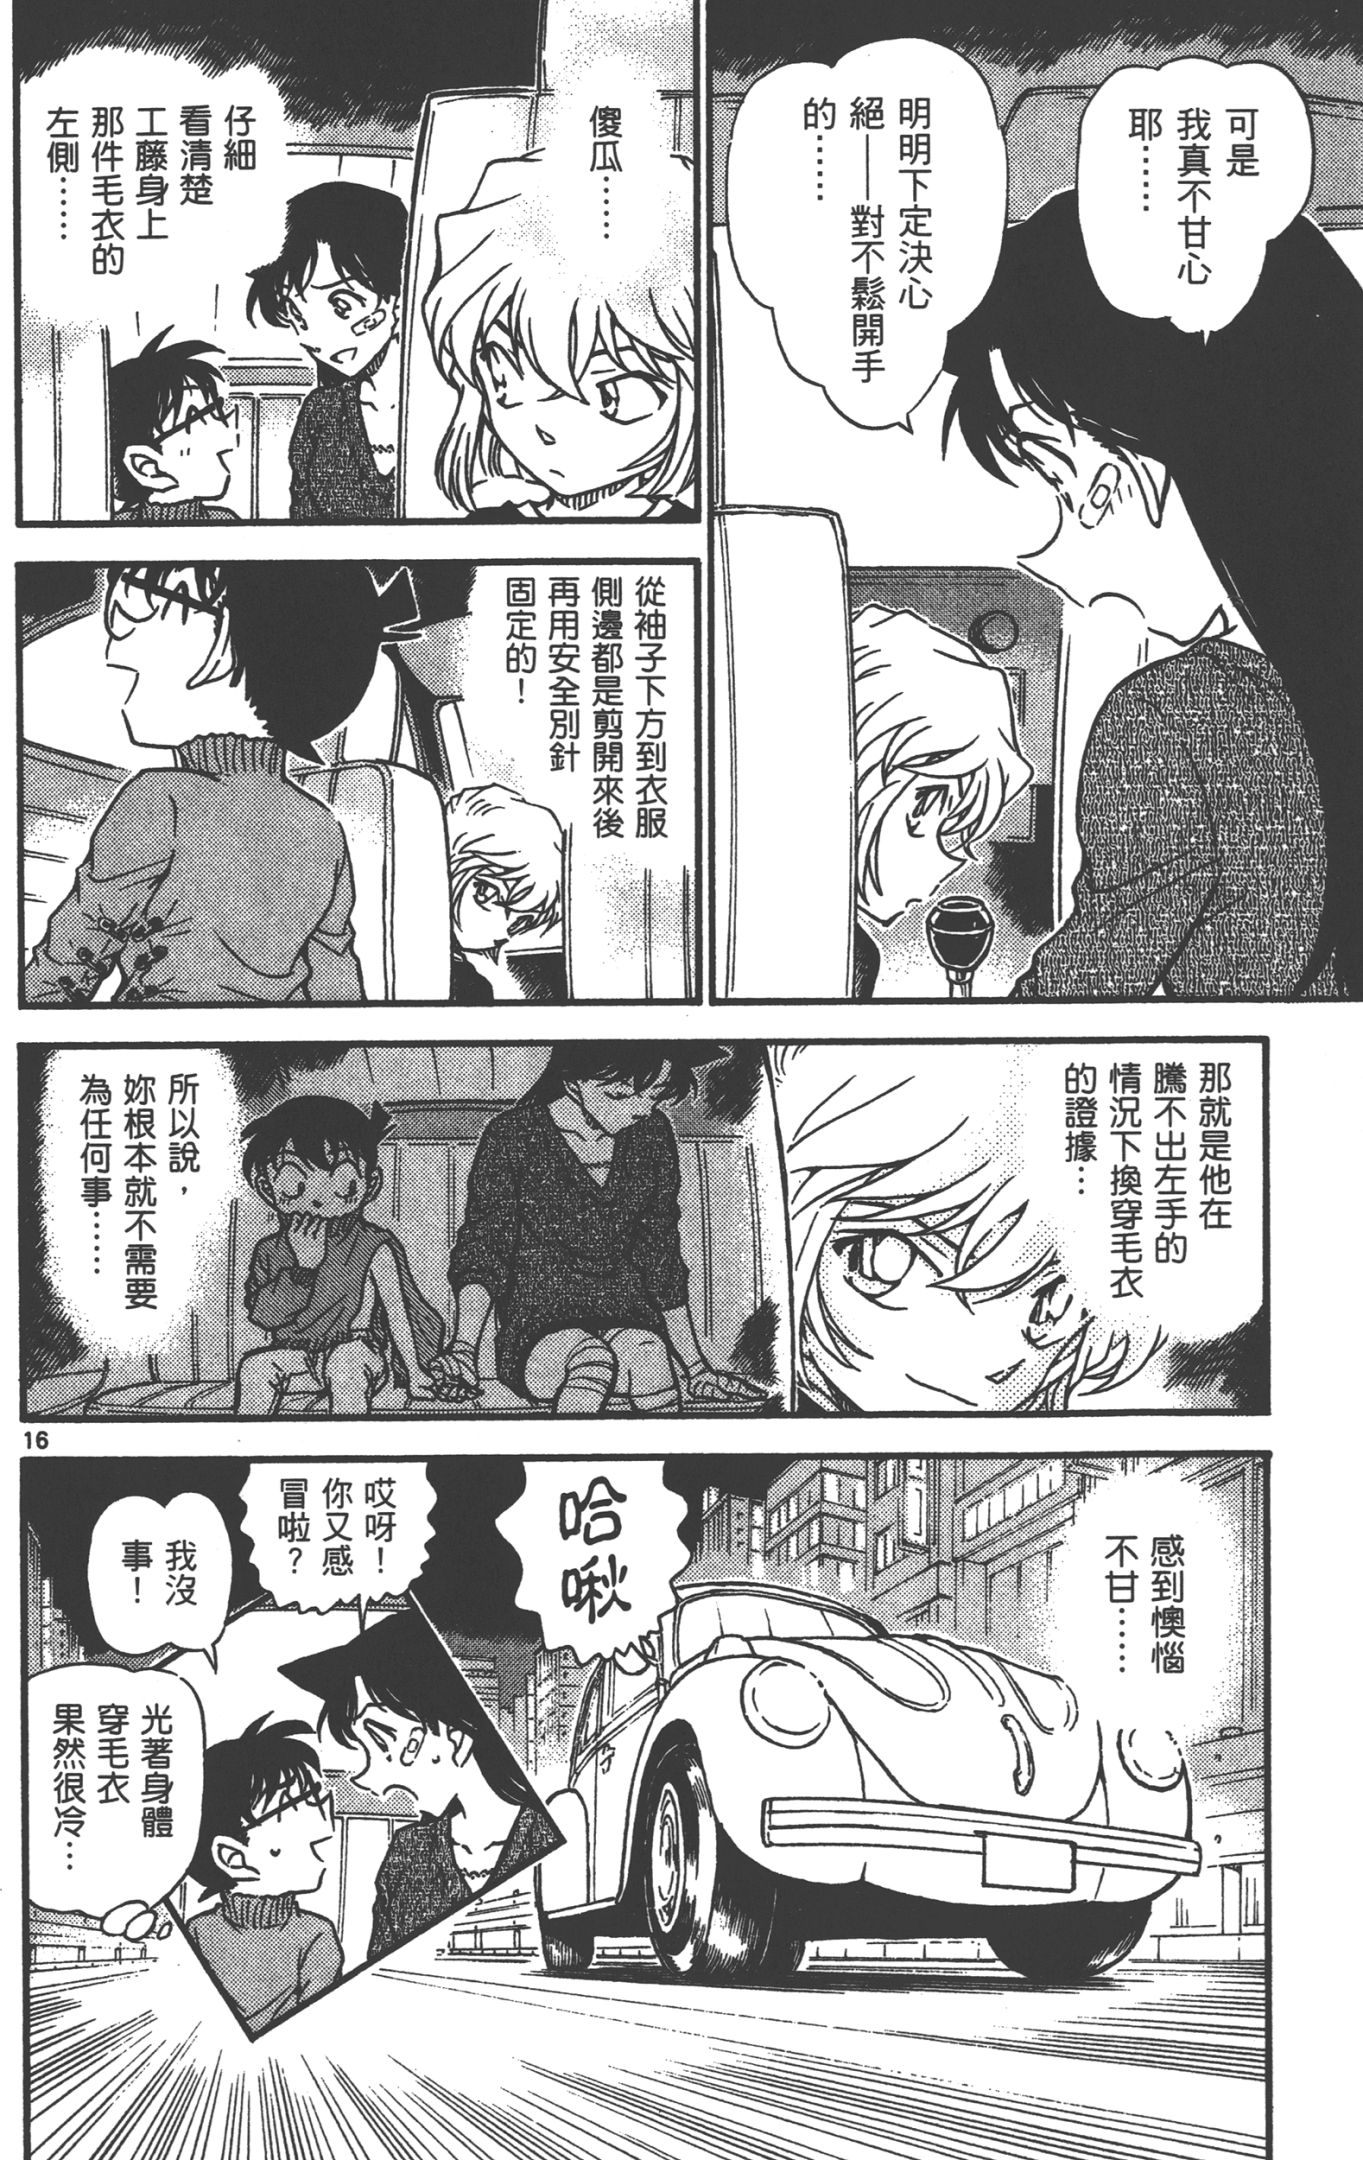 可是
我真不甘心
耶……
明明下定決心
絕──對不鬆開手
的……
傻瓜……
仔細
看清楚
工藤身上
那件毛衣的
左側……
從袖子下方到衣服
側邊都是剪開來後
再用安全別針
固定的！
那就是他在
騰不出左手的
情況下換穿毛衣
的證據…
所以說，
妳根本就不需要
為任何事……
感到懊惱
不甘……
哈
啾
哎呀！
你又感
冒啦？
我沒
事！
光著身體
穿毛衣
果然很冷…
16